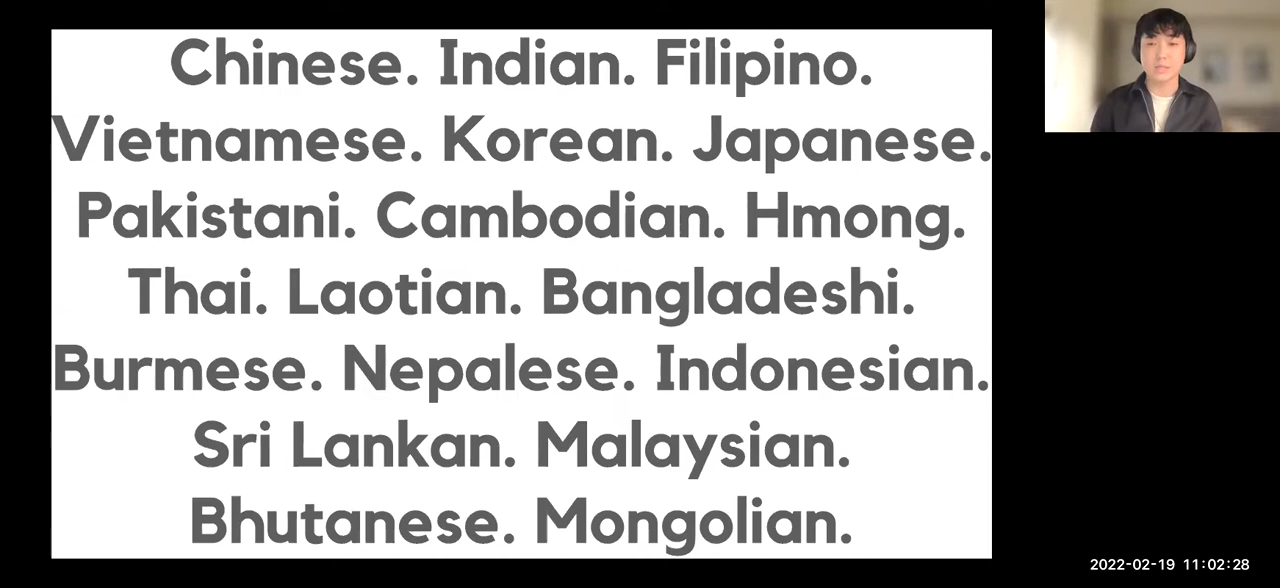 Chinese. Indian. Filipino.
Vietnamese. Korean. Japanese.
Pakistani. Cambodian. Hmong.
Thai. Laotian. Bangladeshi.
Burmese. Nepalese. Indonesian.
Sri Lankan. Malaysian.
Bhutanese. Mongolian.
2022-02-19 11:02:28